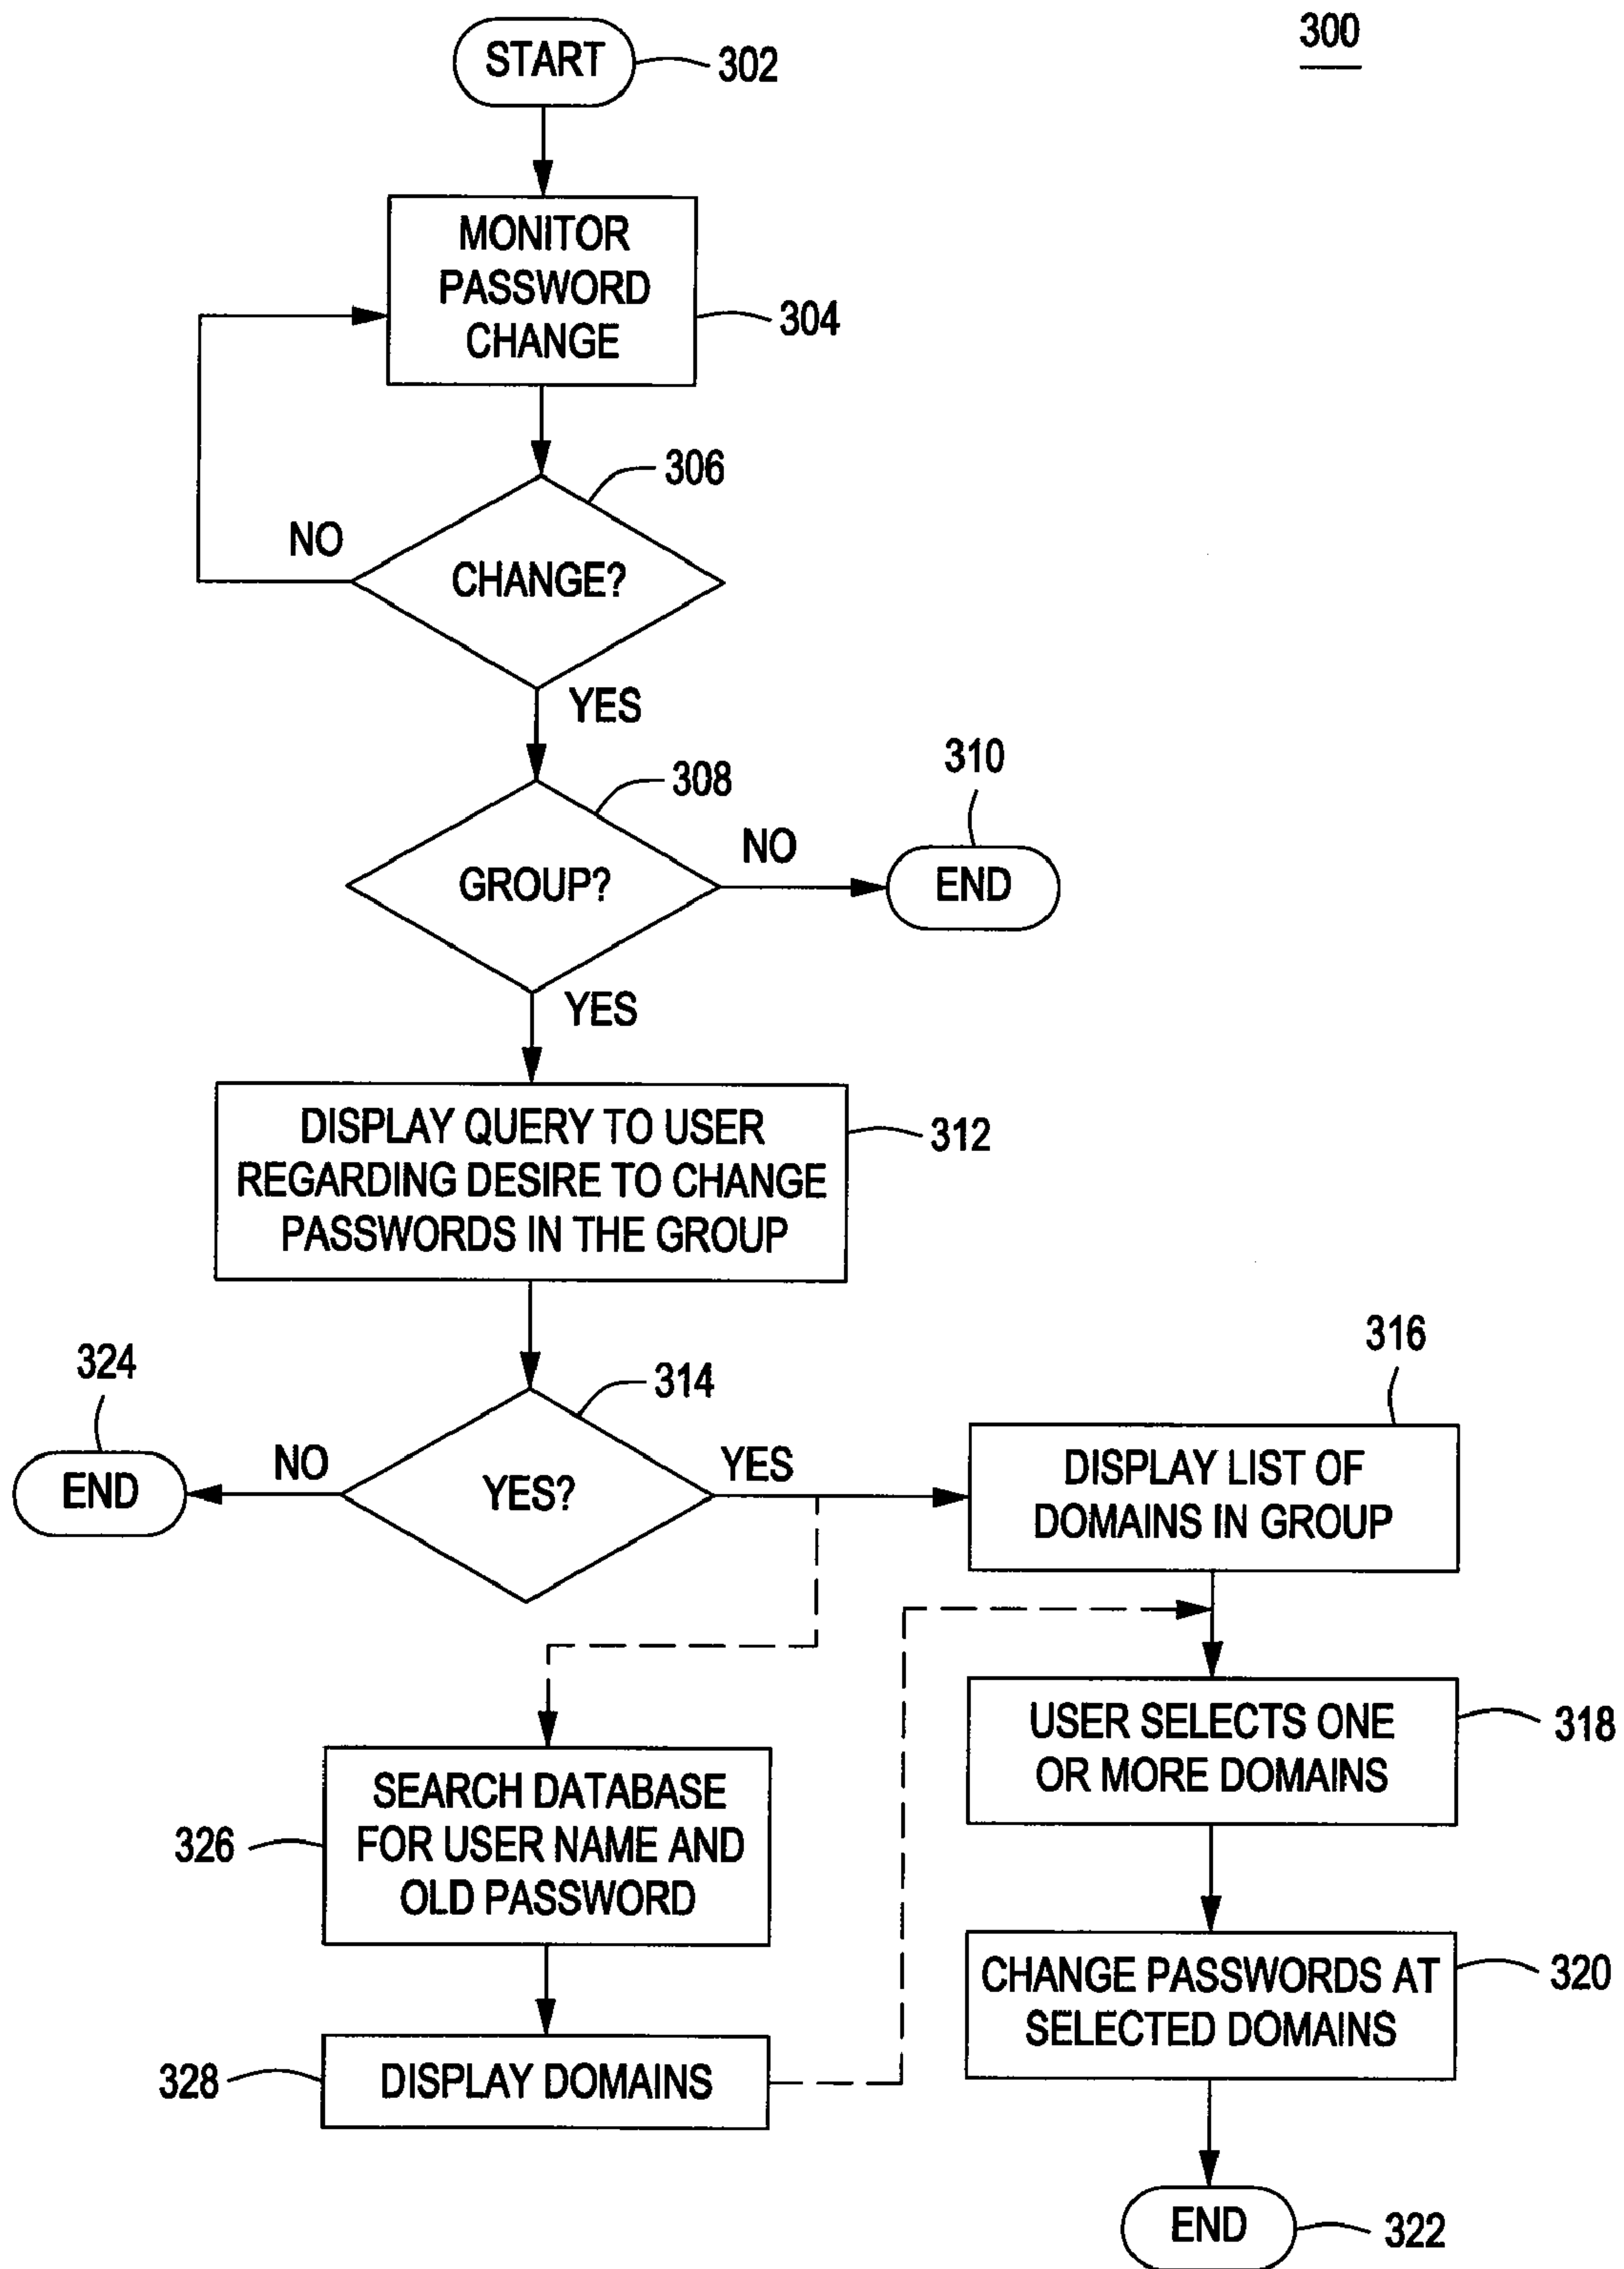 300
START
302
MONITOR
PASSWORD
CHANGE
304
306
NO
CHANGE?
YES
308
310
GROUP?
NO
END
YES
DISPLAY QUERY TO USER
REGARDING DESIRE TO CHANGE
PASSWORDS IN THE GROUP
312
324
314
316
END
NO
YES?
YES
DISPLAY LIST OF
DOMAINS IN GROUP
USER SELECTS ONE
OR MORE DOMAINS
318
326
SEARCH DATABASE
FOR USER NAME AND
OLD PASSWORD
CHANGE PASSWORDS AT
SELECTED DOMAINS
320
328
DISPLAY DOMAINS
END
322